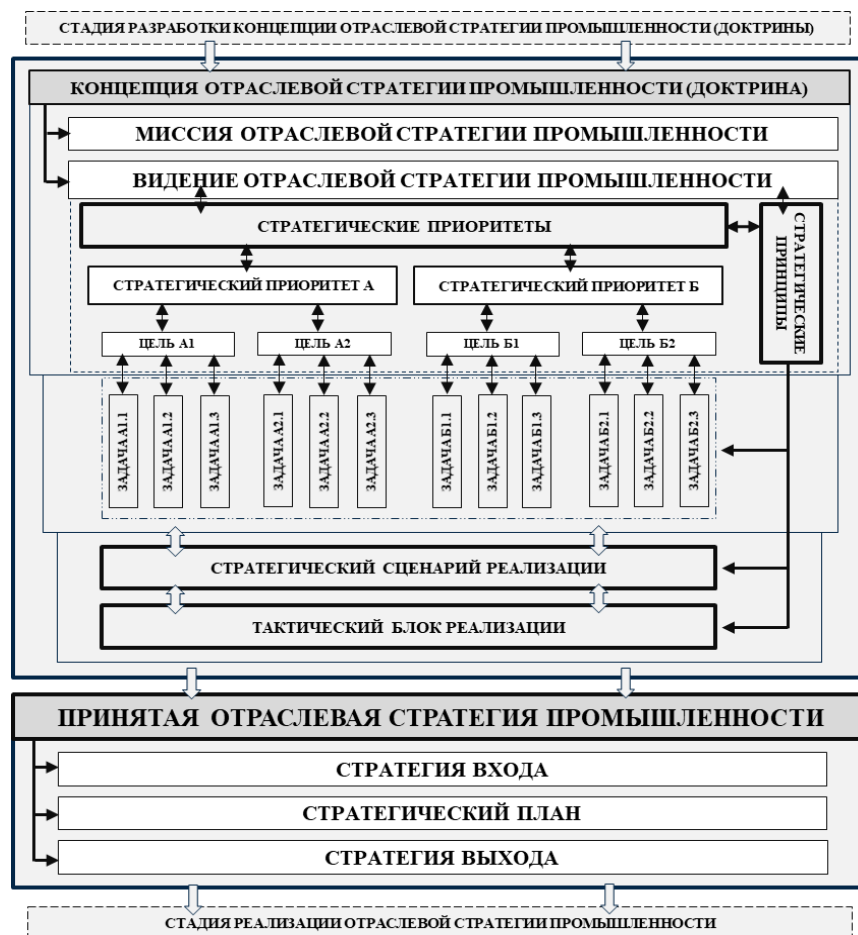 СТАДИЯ РАЗРАБОТКИ КОНЦЕПЦИИ ОТРАСЛЕВОЙ СТРАТЕГИИ ПРОМЫШЛЕННОСТИ (ДОКТРИНЫ)
КОНЦЕПЦИЯ ОТРАСЛЕВОЙ СТРАТЕГИИ ПРОМЫШЛЕННОСТИ (ДОКТРИНА)
МИССИЯ ОТРАСЛЕВОЙ СТРАТЕГИИ ПРОМЫШЛЕННОСТИ
ВИДЕНИЕ ОТРАСЛЕВОЙ СТРАТЕГИИ ПРОМЫШЛЕННОСТИ
СТРАТЕГИЧЕСКИЕ ПРИОРИТЕТЫ
СТРАТЕГИЧЕСКИЕ
ПРИНЦИПЫ
СТРАТЕГИЧЕСКИЙ ПРИОРИТЕТ А
СТРАТЕГИЧЕСКИЙ ПРИОРИТЕТ Б
ЦЕЛЬ А1
ЦЕЛЬ А2
ЦЕЛЬ Б1
ЦЕЛЬ Б2
ЗАДАЧА А1.1
ЗАДАЧА А1.2
ЗАДАЧА А1.3
ЗАДАЧА А2.1
ЗАДАЧА А2.2
ЗАДАЧА А2.3
ЗАДАЧА Б1.1
ЗАДАЧА Б1.2
ЗАДАЧА Б1.3
ЗАДАЧА Б2.1
ЗАДАЧА Б2.2
ЗАДАЧА Б2.3
СТРАТЕГИЧЕСКИЙ СЦЕНАРИЙ РЕАЛИЗАЦИИ
ТАКТИЧЕСКИЙ БЛОК РЕАЛИЗАЦИИ
ПРИНЯТАЯ ОТРАСЛЕВАЯ СТРАТЕГИЯ ПРОМЫШЛЕННОСТИ
СТРАТЕГИЯ ВХОДА
СТРАТЕГИЧЕСКИЙ ПЛАН
СТРАТЕГИЯ ВЫХОДА
СТАДИЯ РЕАЛИЗАЦИИ ОТРАСЛЕВОЙ СТРАТЕГИИ ПРОМЫШЛЕННОСТИ